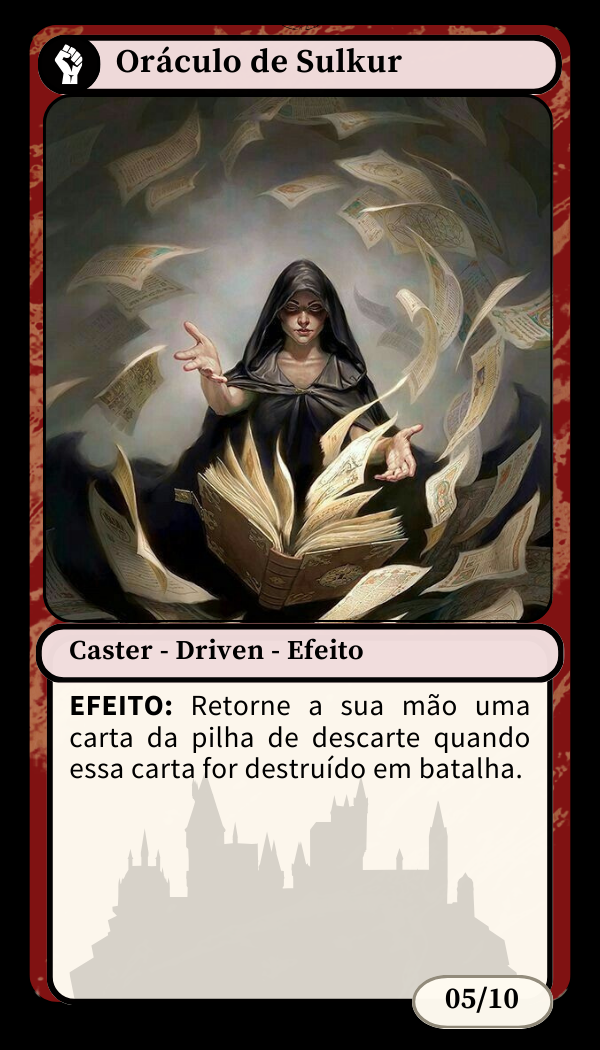 Oráculo de Sulkur
Caster - Driven - Efeito
EFEITO: Retorne a sua mão uma
carta da pilha de descarte quando
essa carta for destruído em batalha.
05/10